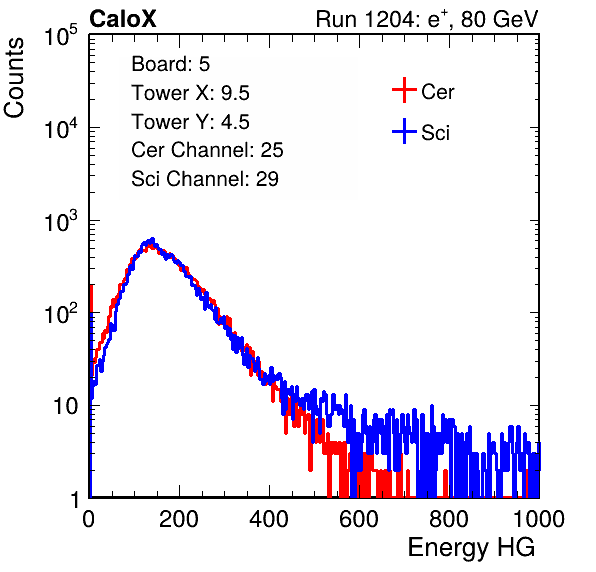 CaloX Run 1204: e⁺, 80 GeV
Counts
Board: 5
Tower X: 9.5
Tower Y: 4.5
Cer Channel: 25
Sci Channel: 29
Cer
Sci
10⁵
10⁴
10³
10²
10
1
0 200 400 600 800 1000
Energy HG